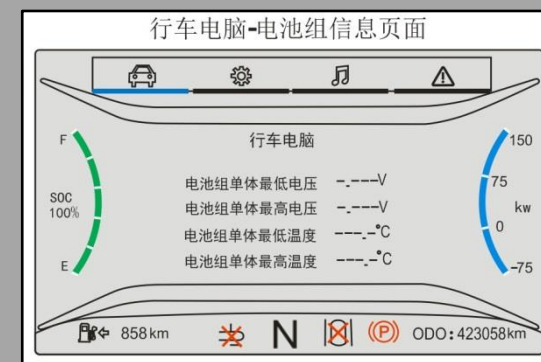 行车电脑-电池组信息页面
行车电脑
F
SOC
100%
E
电池组单体最低电压 -.---V
电池组单体最高电压 -.---V
电池组单体最低温度 ---.-°C
电池组单体最高温度 ---.-°C
150
75
kw
0
-75
858km
N
(P)
ODO:423058km